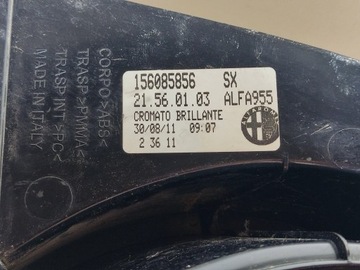 156085856 SX
21.56.01.03 ALFA955
CROMATO BRILLANTE
30/08/11 09:07
2 36 11
CORPO >ABS<
TRASP >PMMA<
TRASP INT >PC<
MADE IN ITALY